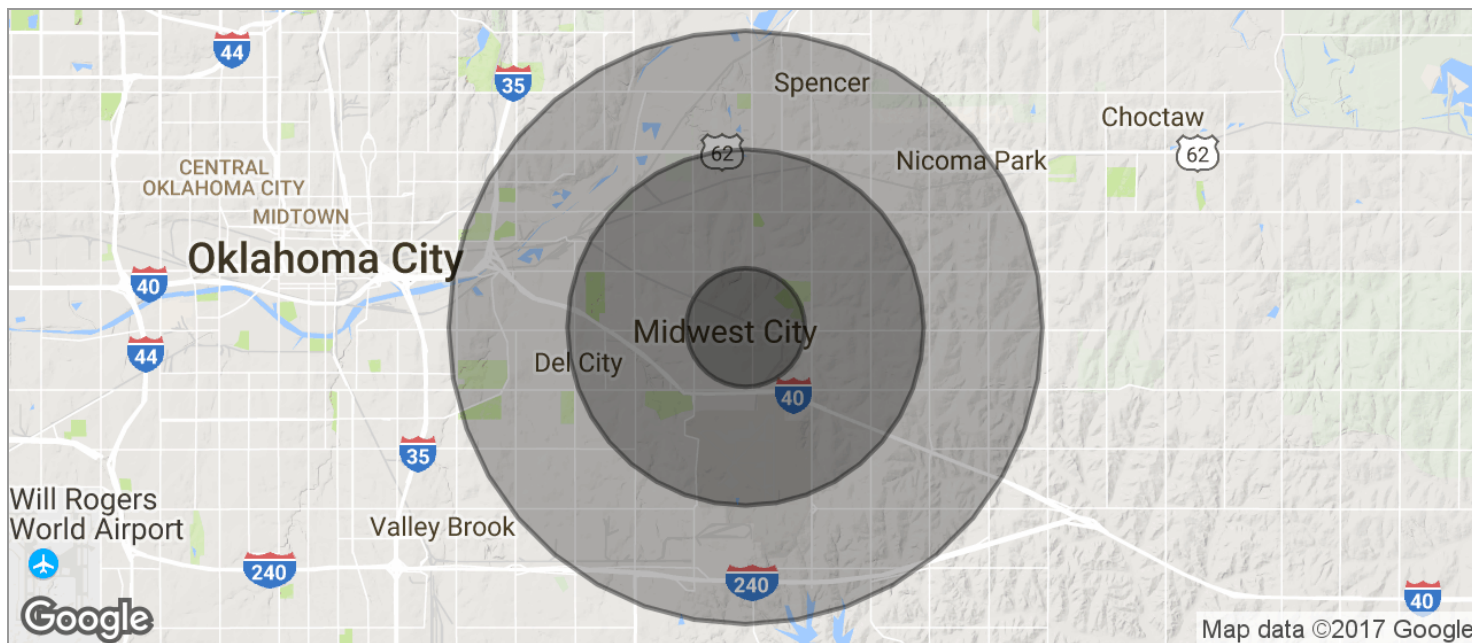 44
35
Spencer
Choctaw
62
62
Nicoma Park
CENTRAL
OKLAHOMA CITY
MIDTOWN
Oklahoma City
40
Midwest City
44
Del City
40
35
Will Rogers
World Airport
Valley Brook
240
240
40
Google
Map data ©2017 Google